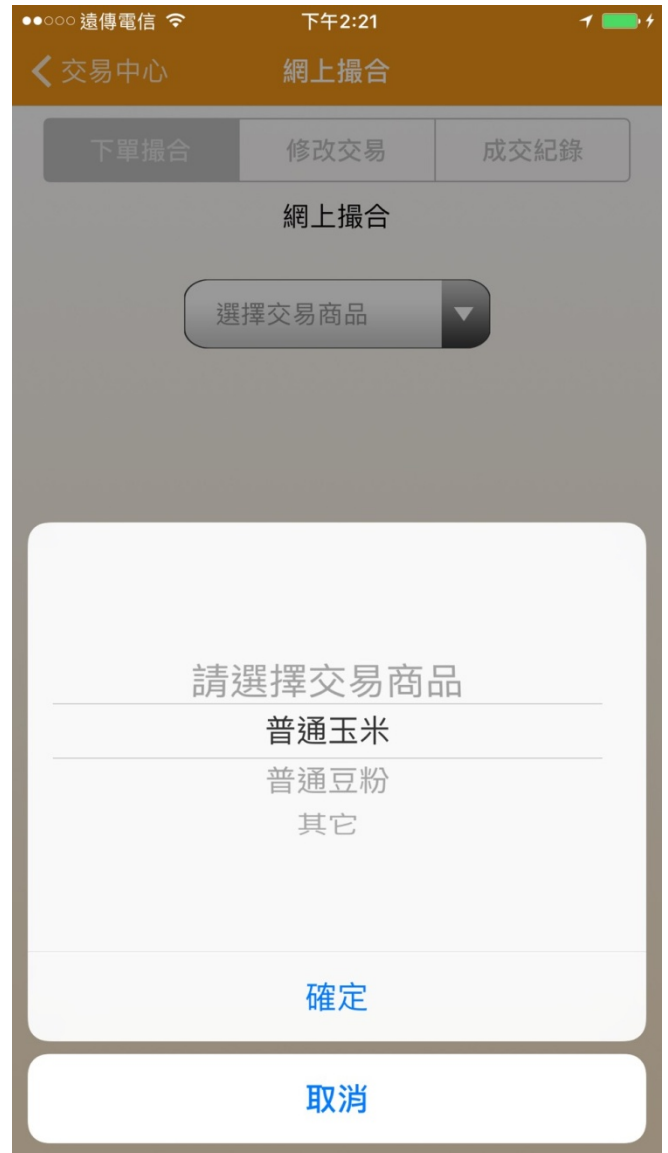 遠傳電信 下午2:21
交易中心 網上撮合
下單撮合 修改交易 成交紀錄
網上撮合
選擇交易商品
請選擇交易商品
普通玉米
普通豆粉
其它
確定
取消